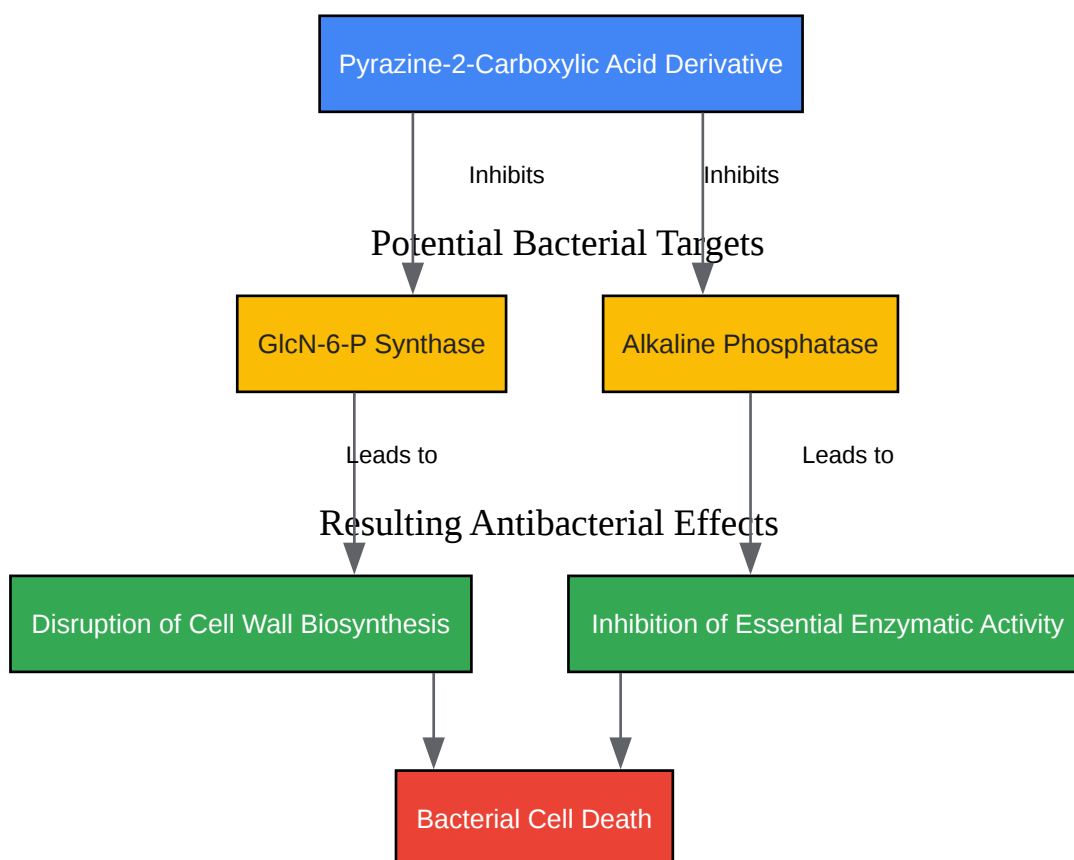 Pyrazine-2-Carboxylic Acid Derivative
Inhibits
Inhibits
Potential Bacterial Targets
GlcN-6-P Synthase
Alkaline Phosphatase
Leads to
Leads to
Resulting Antibacterial Effects
Disruption of Cell Wall Biosynthesis
Inhibition of Essential Enzymatic Activity
Bacterial Cell Death